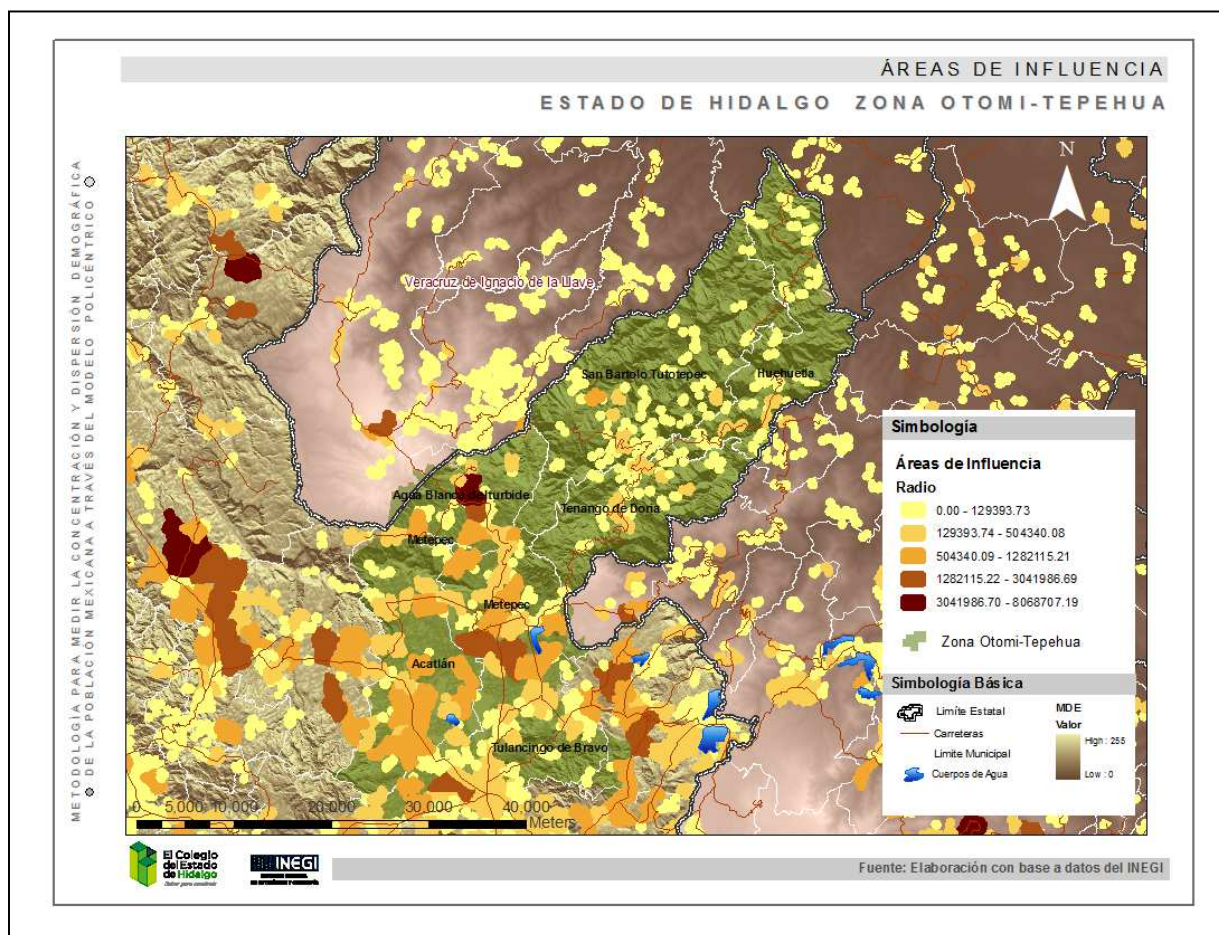 ÁREAS DE INFLUENCIA
ESTADO DE HIDALGO ZONA OTOMI-TEPEHUA
METODOLOGÍA PARA MEDIR LA CONCENTRACIÓN Y DISPERSIÓN DEMOGRÁFICA
DE LA POBLACIÓN MEXICANA A TRAVÉS DEL MODELO POLICÉNTRICO
N
Veracruz de Ignacio de la Llave
San Bartolo Tutotepec
Huehuetla
Agua Blanca de Iturbide
Tenango de Doria
Metepec
Metepec
Acatlán
Tulancingo de Bravo
0 5,000 10,000 20,000 30,000 40,000
Meters
Simbología
Áreas de Influencia
Radio
0.00 - 129393.73
129393.74 - 504340.08
504340.09 - 1282115.21
1282115.22 - 3041986.69
3041986.70 - 8068707.19
Zona Otomi-Tepehua
Simbología Básica
Limíte Estatal
Carreteras
Limite Municipal
Cuerpos de Agua
MDE
Valor
High : 255
Low : 0
El Colegio
del Estado
de Hidalgo
INEGI
Fuente: Elaboración con base a datos del INEGI